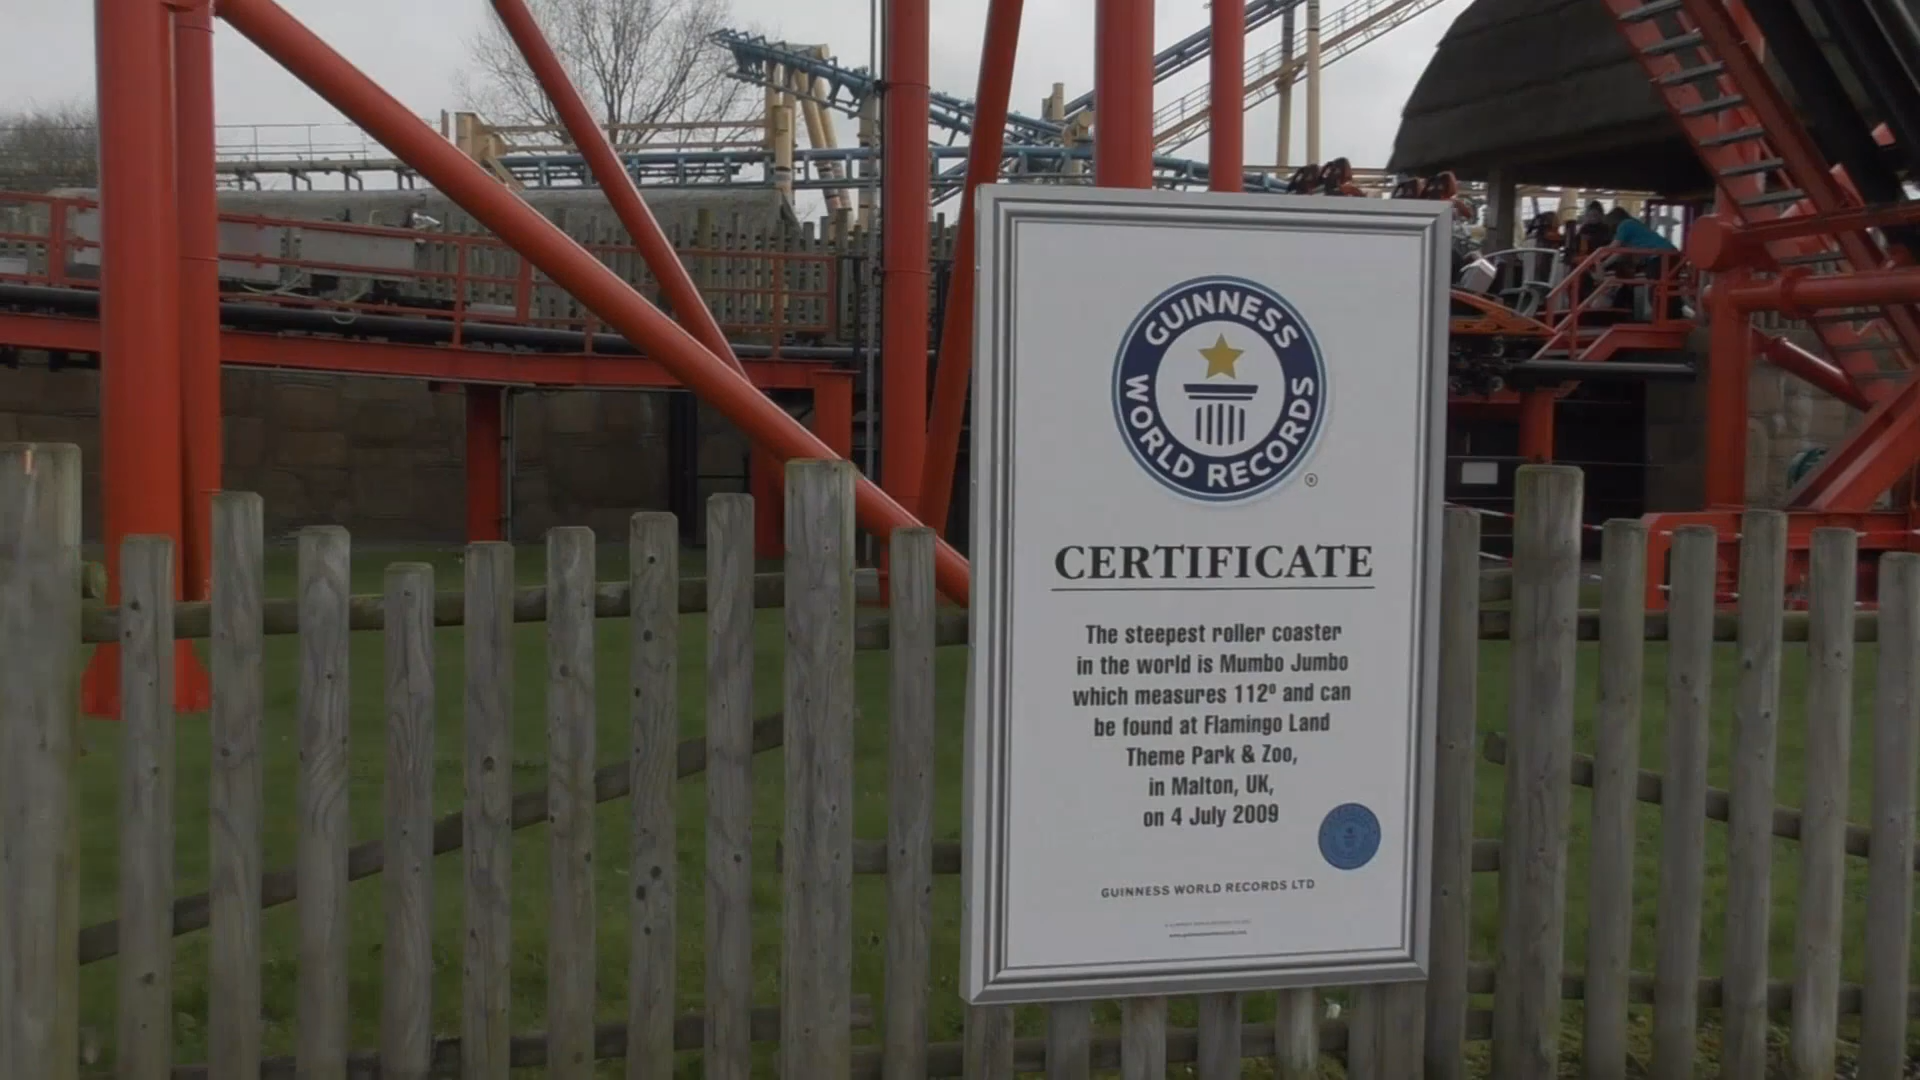 GUINNESS
WORLD RECORDS
®
CERTIFICATE
The steepest roller coaster
in the world is Mumbo Jumbo
which measures 112º and can
be found at Flamingo Land
Theme Park & Zoo,
in Malton, UK,
on 4 July 2009
GUINNESS WORLD RECORDS LTD